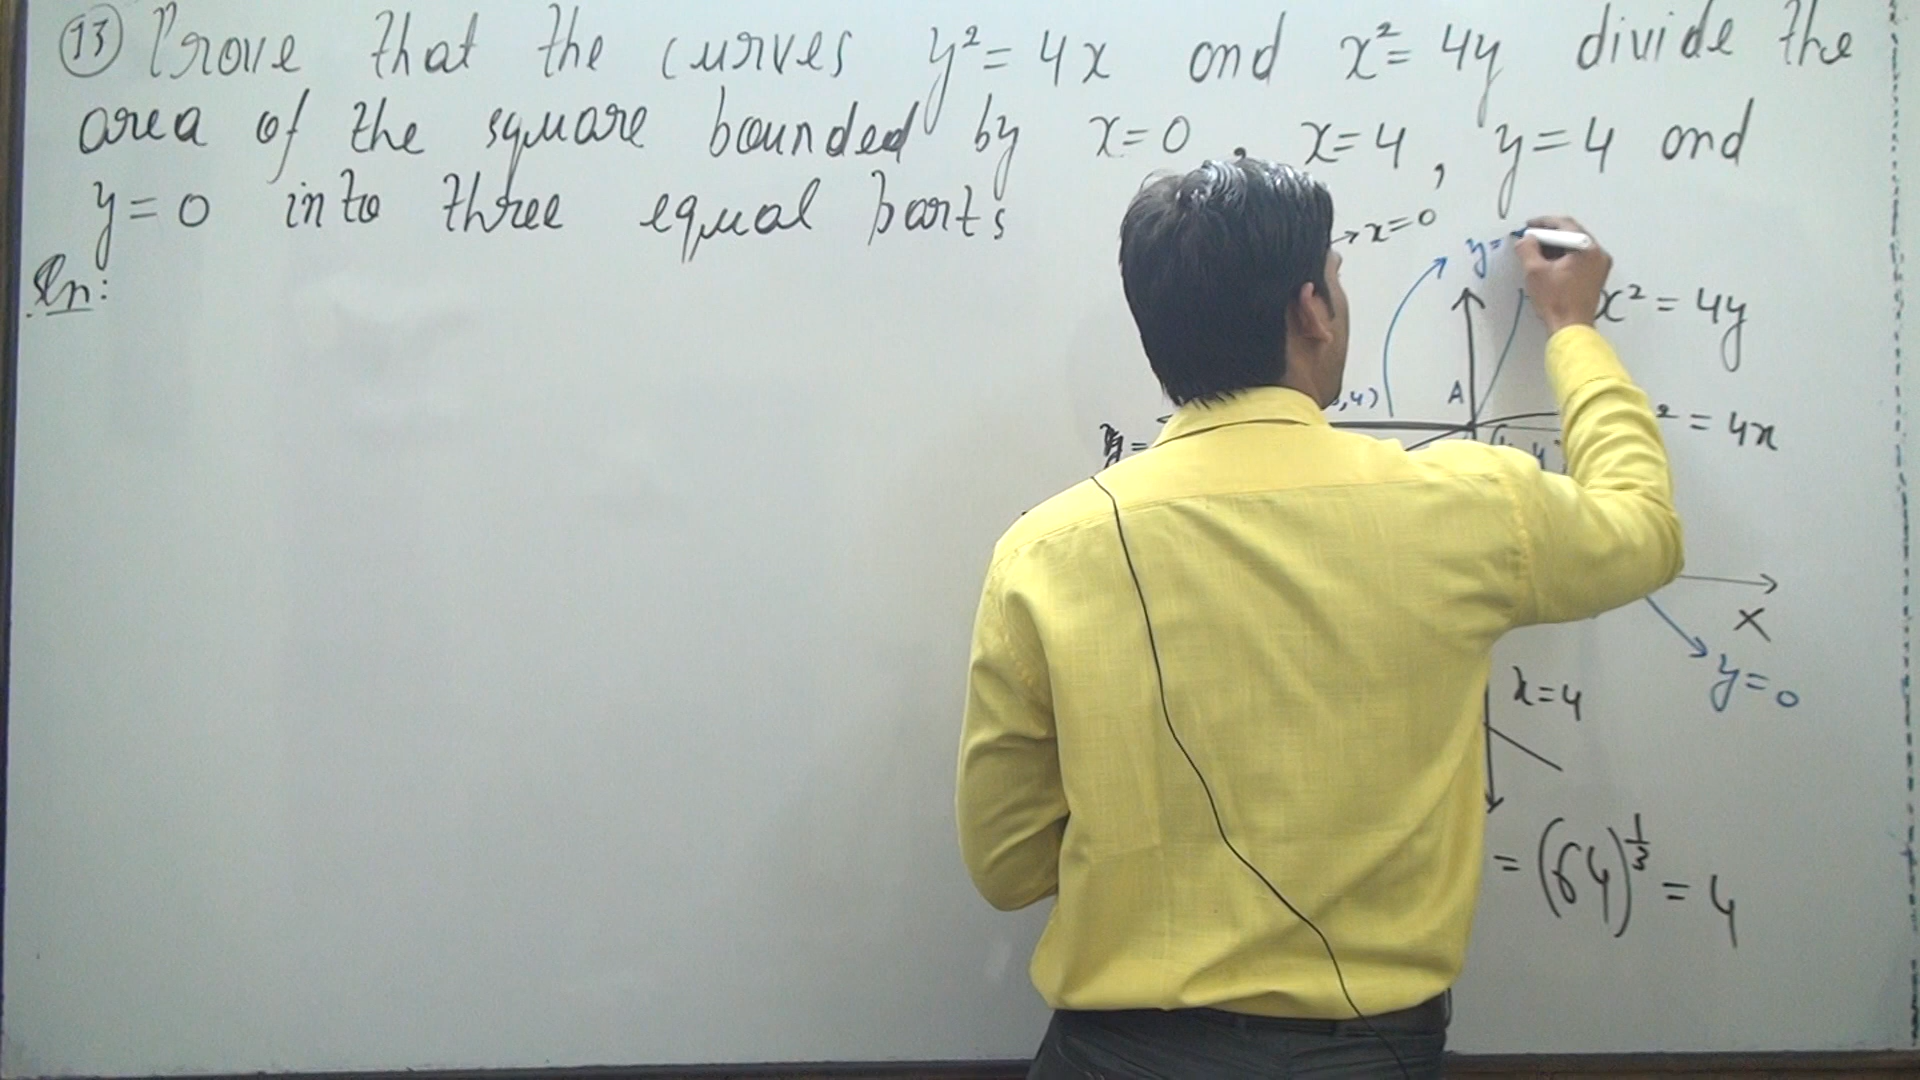 13 Prove that the curves y² = 4x and x² = 4y divide the
area of the square bounded by x=0, x=4, y=4 and
y=0 into three equal parts
Sn:
→ x=0
y=
x² = 4y
,4) A
y =
² = 4x
X
y=0
x=4
= (64)^1/3 = 4